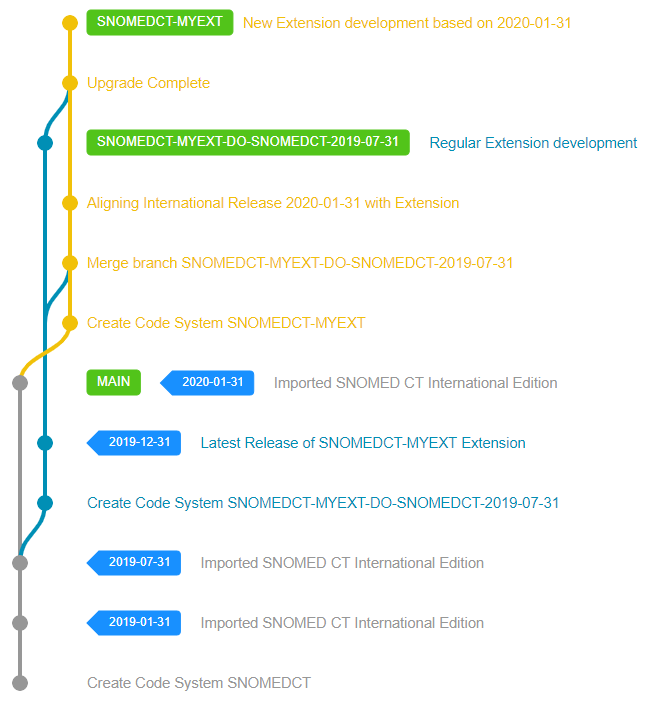 SNOMEDCT-MYEXT New Extension development based on 2020-01-31
Upgrade Complete
SNOMEDCT-MYEXT-DO-SNOMEDCT-2019-07-31 Regular Extension development
Aligning International Release 2020-01-31 with Extension
Merge branch SNOMEDCT-MYEXT-DO-SNOMEDCT-2019-07-31
Create Code System SNOMEDCT-MYEXT
MAIN 2020-01-31 Imported SNOMED CT International Edition
2019-12-31 Latest Release of SNOMEDCT-MYEXT Extension
Create Code System SNOMEDCT-MYEXT-DO-SNOMEDCT-2019-07-31
2019-07-31 Imported SNOMED CT International Edition
2019-01-31 Imported SNOMED CT International Edition
Create Code System SNOMEDCT